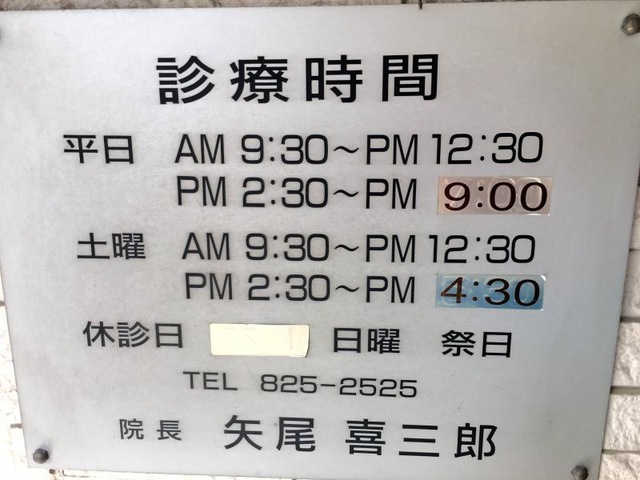 診療時間
平日 AM 9:30～PM 12:30
PM 2:30～PM 9:00
土曜 AM 9:30～PM 12:30
PM 2:30～PM 4:30
休診日 日曜 祭日
TEL 825-2525
院長 矢尾 喜三郎